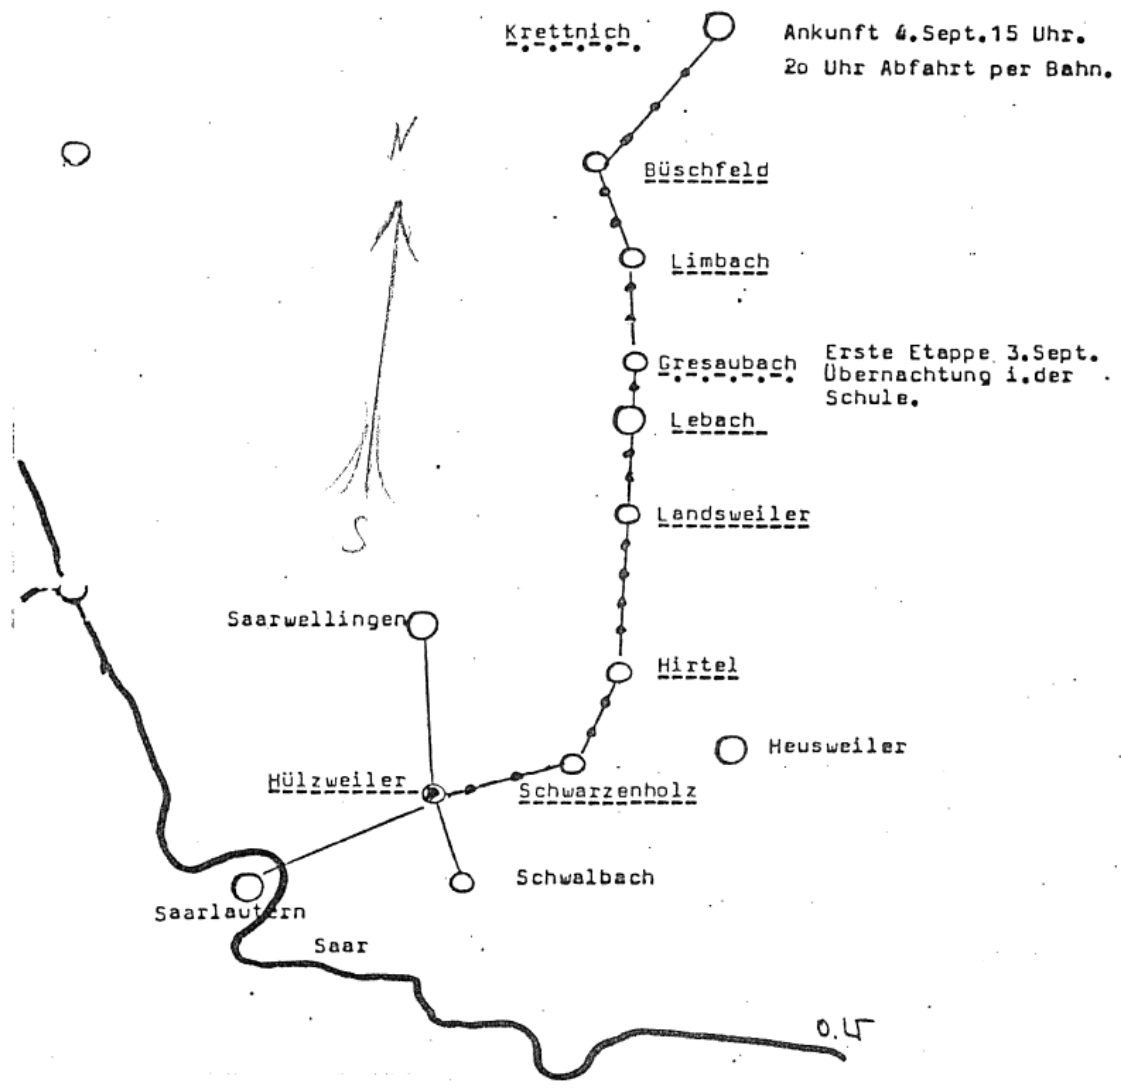 Krettnich
Ankunft 4.Sept.15 Uhr.
2o Uhr Abfahrt per Bahn.
N
Büschfeld
Limbach
Gresaubach
Erste Etappe 3.Sept.
Übernachtung i.der
Schule.
Lebach
Landsweiler
S
Saarwellingen
Hirtel
Heusweiler
Hülzweiler
Schwarzenholz
Schwalbach
Saarlautern
Saar